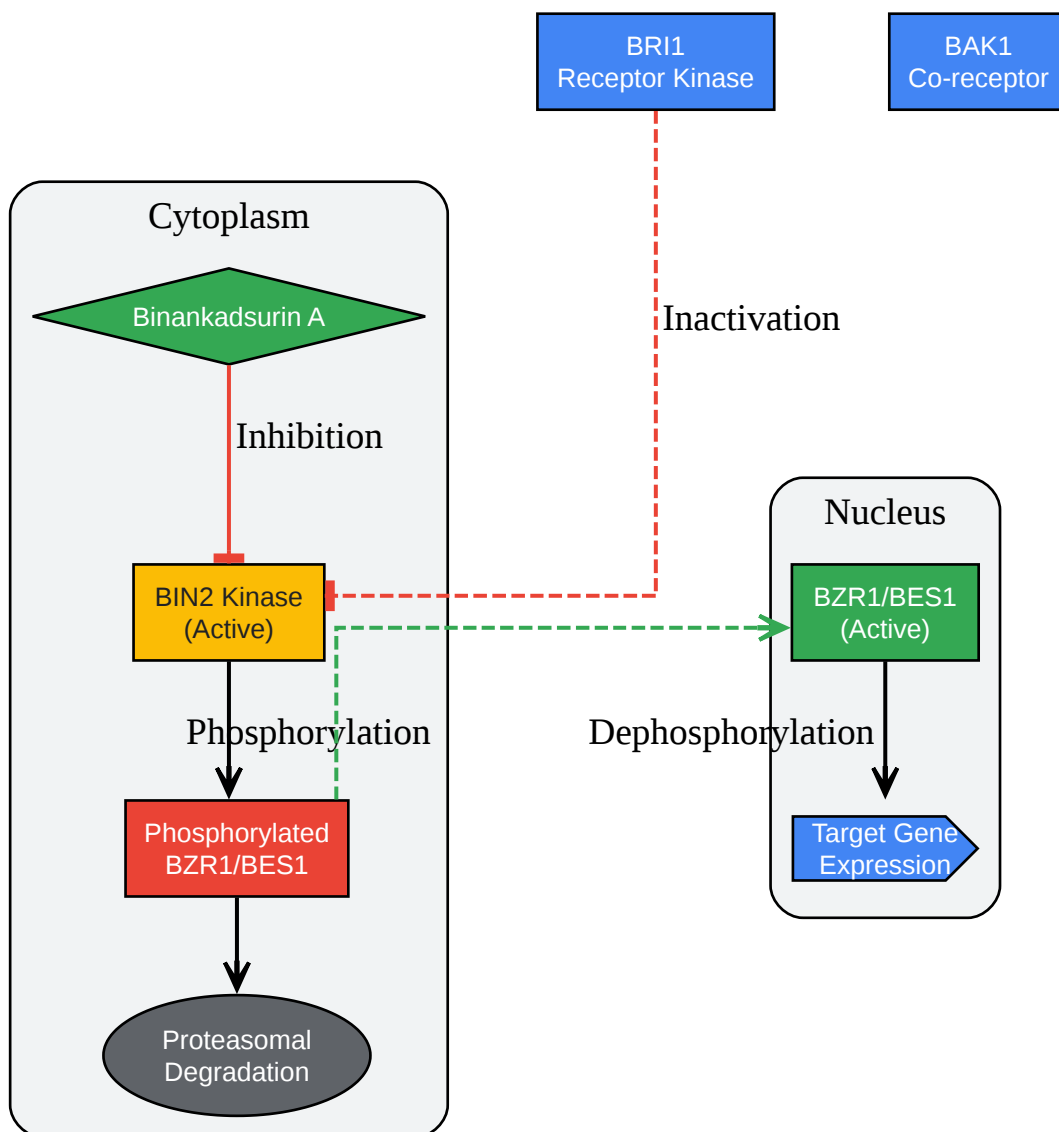 BRI1
Receptor Kinase
BAK1
Co-receptor
Cytoplasm
Binankadsurin A
Inactivation
Inhibition
Nucleus
BIN2 Kinase
(Active)
BZR1/BES1
(Active)
Phosphorylation
Dephosphorylation
Phosphorylated
BZR1/BES1
Target Gene
Expression
Proteasomal
Degradation